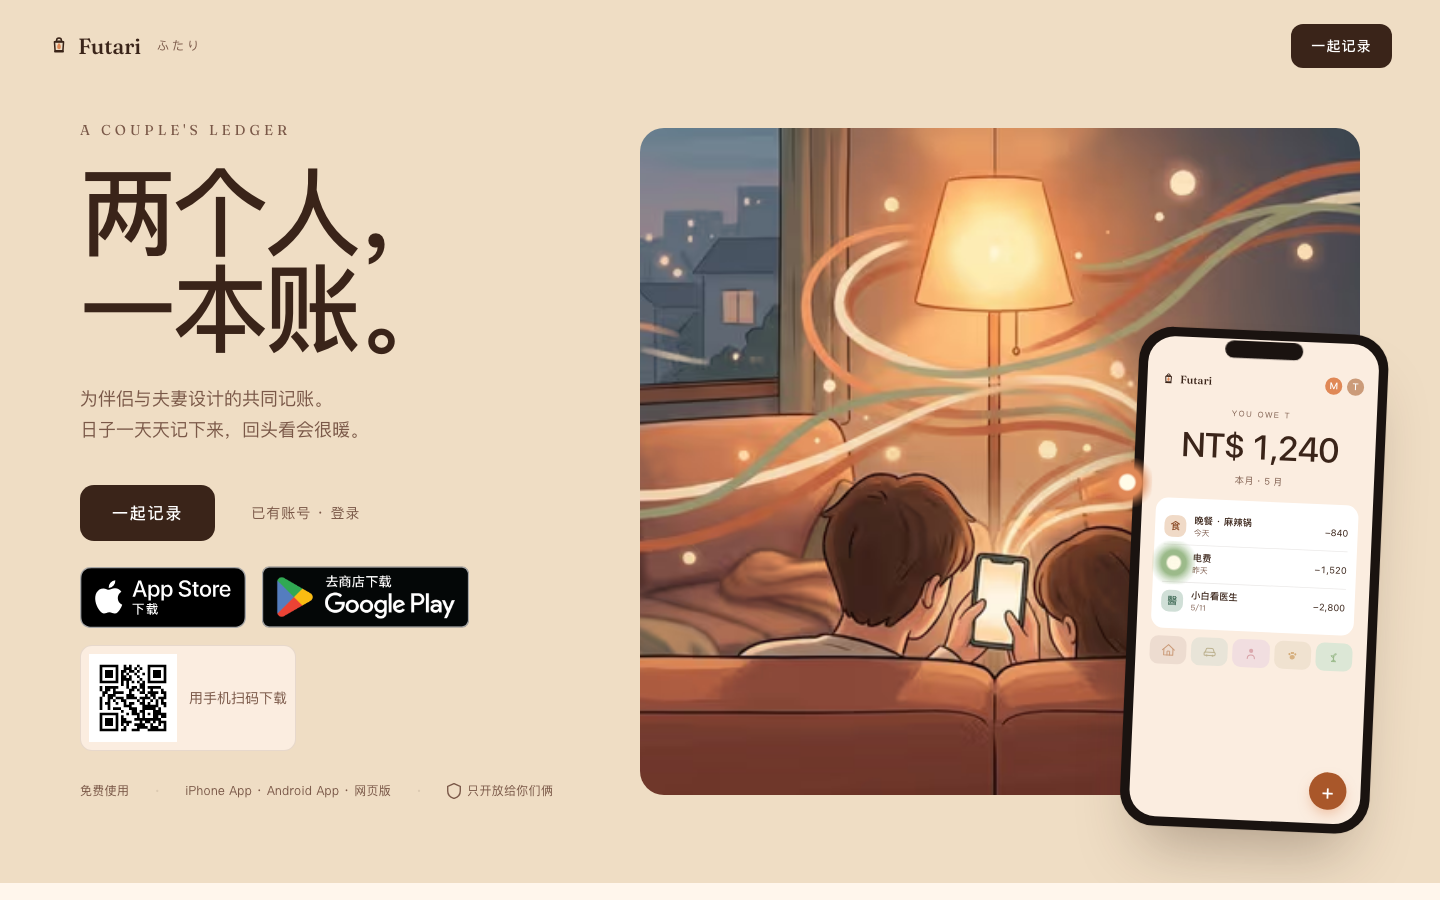 Futari ふたり
一起记录
A COUPLE'S LEDGER
两个人，
一本账。
为伴侣与夫妻设计的共同记账。
日子一天天记下来，回头看会很暖。
一起记录
已有账号 · 登录
App Store
下载
去商店下载
Google Play
用手机扫码下载
免费使用 · iPhone App · Android App · 网页版 · 只开放给你们俩
Futari
M T
YOU OWE T
NT$ 1,240
本月 · 5 月
食 晚餐 · 麻辣锅 −840
今天
电费 −1,520
昨天
醫 小白看医生 −2,800
5/11
+